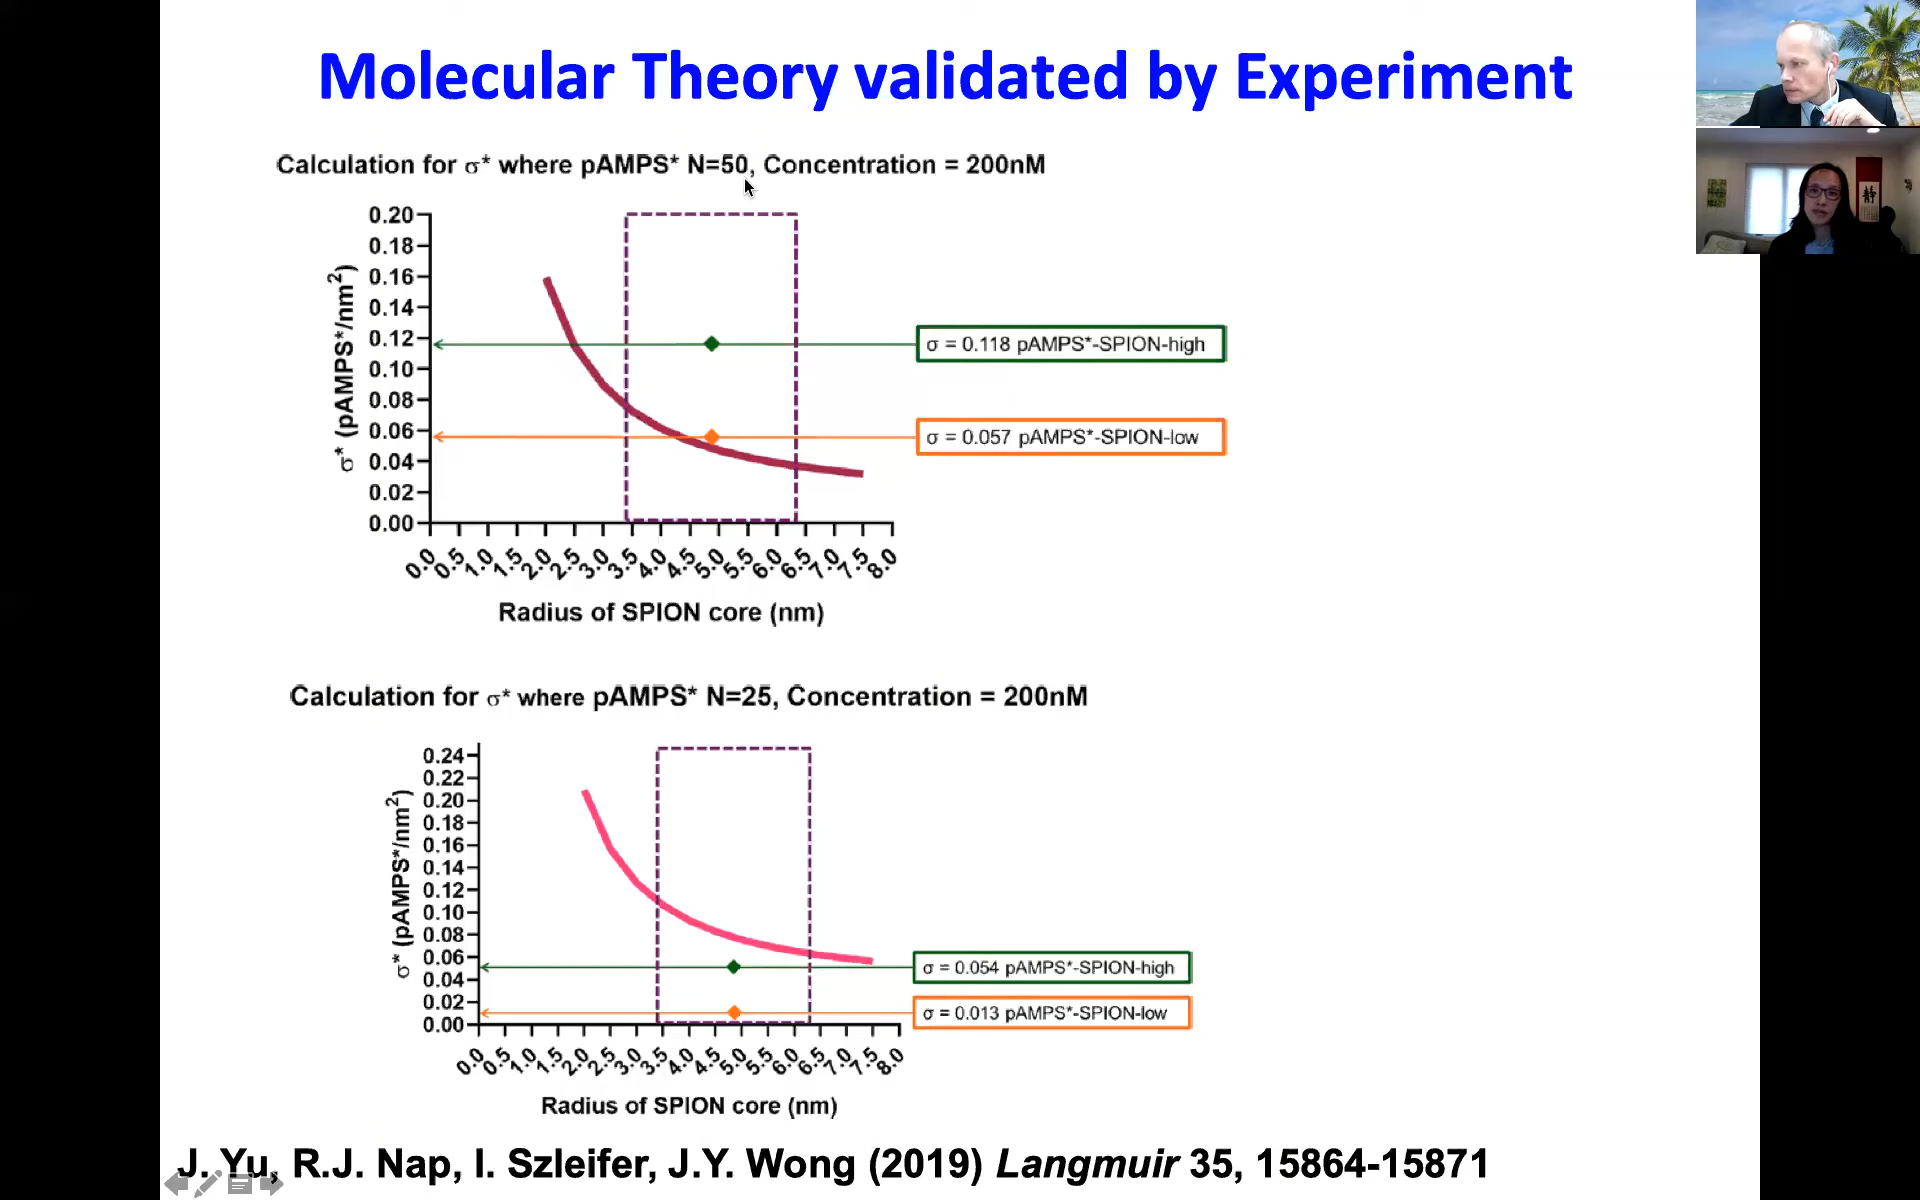 Molecular Theory validated by Experiment
Calculation for σ* where pAMPS* N=50, Concentration = 200nM
σ* (pAMPS*/nm²)
0.20
0.18
0.16
0.14
0.12
0.10
0.08
0.06
0.04
0.02
0.00
σ = 0.118 pAMPS*-SPION-high
σ = 0.057 pAMPS*-SPION-low
0.0 0.5 1.0 1.5 2.0 2.5 3.0 3.5 4.0 4.5 5.0 5.5 6.0 6.5 7.0 7.5 8.0
Radius of SPION core (nm)
Calculation for σ* where pAMPS* N=25, Concentration = 200nM
σ* (pAMPS*/nm²)
0.24
0.22
0.20
0.18
0.16
0.14
0.12
0.10
0.08
0.06
0.04
0.02
0.00
σ = 0.054 pAMPS*-SPION-high
σ = 0.013 pAMPS*-SPION-low
0.0 0.5 1.0 1.5 2.0 2.5 3.0 3.5 4.0 4.5 5.0 5.5 6.0 6.5 7.0 7.5 8.0
Radius of SPION core (nm)
J. Yu, R.J. Nap, I. Szleifer, J.Y. Wong (2019) Langmuir 35, 15864-15871
靜